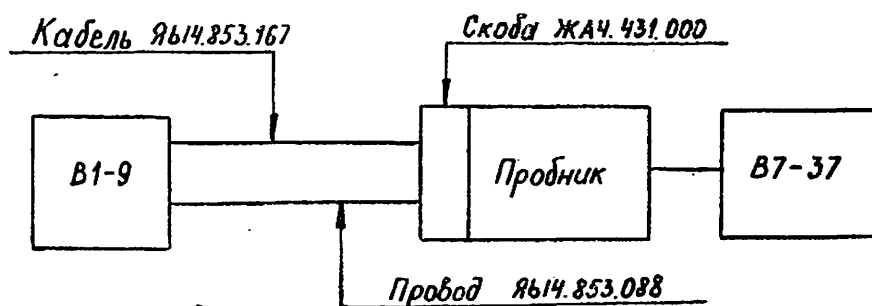 Кабель ЯЫ4.853.167
Скоба ЖА4.431.000
В1-9
Пробник
В7-37
Провод ЯЫ4.853.088